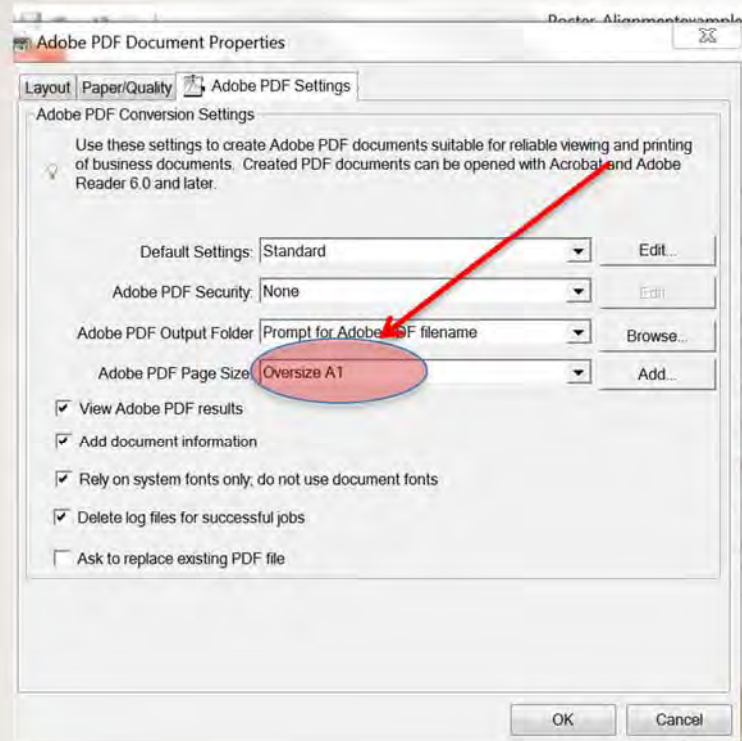 Poster Alignmentexample
Adobe PDF Document Properties
Layout Paper/Quality Adobe PDF Settings
Adobe PDF Conversion Settings
Use these settings to create Adobe PDF documents suitable for reliable viewing and printing
of business documents. Created PDF documents can be opened with Acrobat and Adobe
Reader 6.0 and later.
Default Settings: Standard Edit...
Adobe PDF Security: None Edit...
Adobe PDF Output Folder Prompt for Adobe PDF filename Browse...
Adobe PDF Page Size: Oversize A1 Add...
View Adobe PDF results
Add document information
Rely on system fonts only; do not use document fonts
Delete log files for successful jobs
Ask to replace existing PDF file
OK Cancel